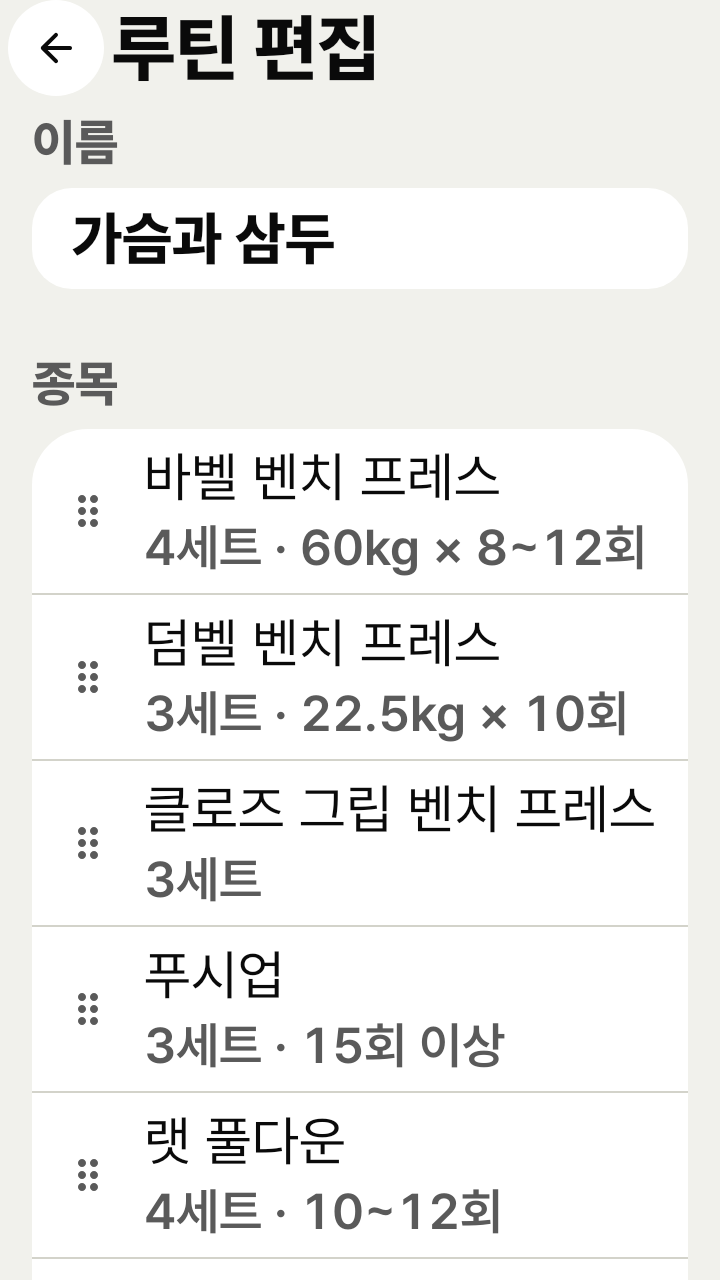 루틴 편집
이름
가슴과 삼두
종목
바벨 벤치 프레스
4세트 · 60kg × 8~12회
덤벨 벤치 프레스
3세트 · 22.5kg × 10회
클로즈 그립 벤치 프레스
3세트
푸시업
3세트 · 15회 이상
랫 풀다운
4세트 · 10~12회